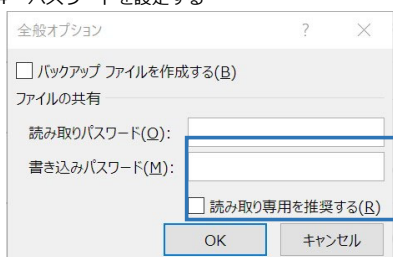 パスワードを設定する
全般オプション ? ×
バックアップ ファイルを作成する(B)
ファイルの共有
読み取りパスワード(O):
書き込みパスワード(M):
読み取り専用を推奨する(R)
OK キャンセル